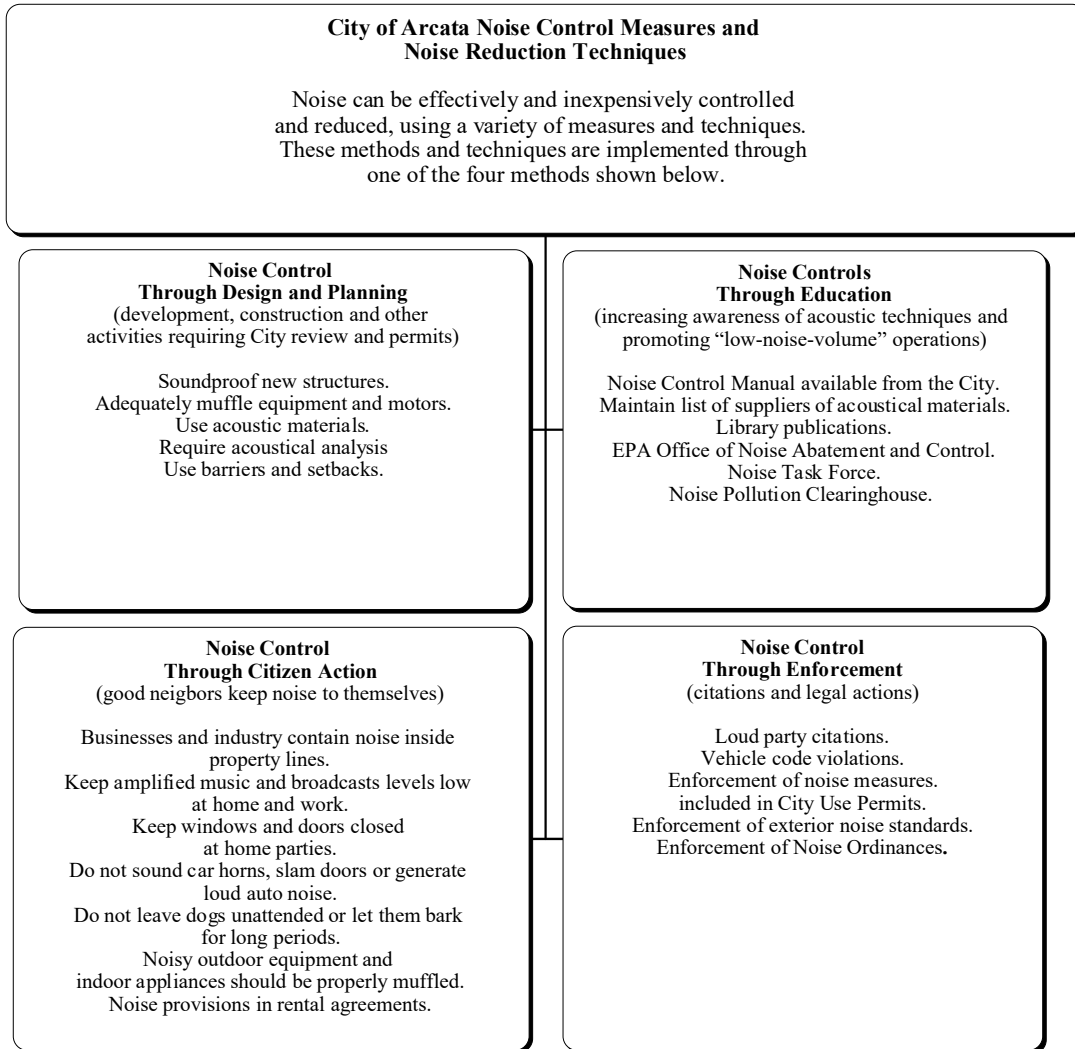 City of Arcata Noise Control Measures and
Noise Reduction Techniques
Noise can be effectively and inexpensively controlled
and reduced, using a variety of measures and techniques.
These methods and techniques are implemented through
one of the four methods shown below.
Noise Control
Through Design and Planning
(development, construction and other
activities requiring City review and permits)
Soundproof new structures.
Adequately muffle equipment and motors.
Use acoustic materials.
Require acoustical analysis
Use barriers and setbacks.
Noise Controls
Through Education
(increasing awareness of acoustic techniques and
promoting “low-noise-volume” operations)
Noise Control Manual available from the City.
Maintain list of suppliers of acoustical materials.
Library publications.
EPA Office of Noise Abatement and Control.
Noise Task Force.
Noise Pollution Clearinghouse.
Noise Control
Through Citizen Action
(good neigbors keep noise to themselves)
Businesses and industry contain noise inside
property lines.
Keep amplified music and broadcasts levels low
at home and work.
Keep windows and doors closed
at home parties.
Do not sound car horns, slam doors or generate
loud auto noise.
Do not leave dogs unattended or let them bark
for long periods.
Noisy outdoor equipment and
indoor appliances should be properly muffled.
Noise provisions in rental agreements.
Noise Control
Through Enforcement
(citations and legal actions)
Loud party citations.
Vehicle code violations.
Enforcement of noise measures.
included in City Use Permits.
Enforcement of exterior noise standards.
Enforcement of Noise Ordinances.